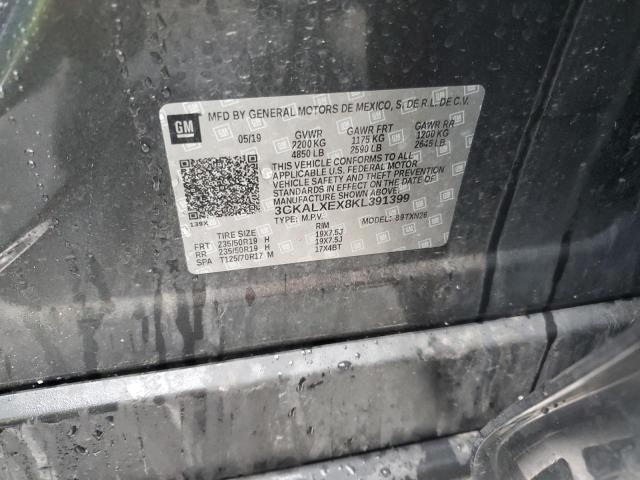 MFD BY GENERAL MOTORS DE MEXICO, S. DE R.L. DE C.V.
GM
05/19 GVWR GAWR FRT GAWR RR
2200 KG 1175 KG 1200 KG
4850 LB 2590 LB 2645 LB
THIS VEHICLE CONFORMS TO ALL
APPLICABLE U.S. FEDERAL MOTOR
VEHICLE SAFETY AND THEFT PREVENTION
STANDARDS IN EFFECT ON THE DATE OF
MANUFACTURE SHOWN ABOVE.
139X
3CKALXEX8KL391399
TYPE: M.P.V. MODEL: B9TXN26
TIRE SIZE RIM
FRT 235/50R19 H 19X7.5J
RR 235/50R19 H 19X7.5J
SPA T125/70R17 M 17X4BT